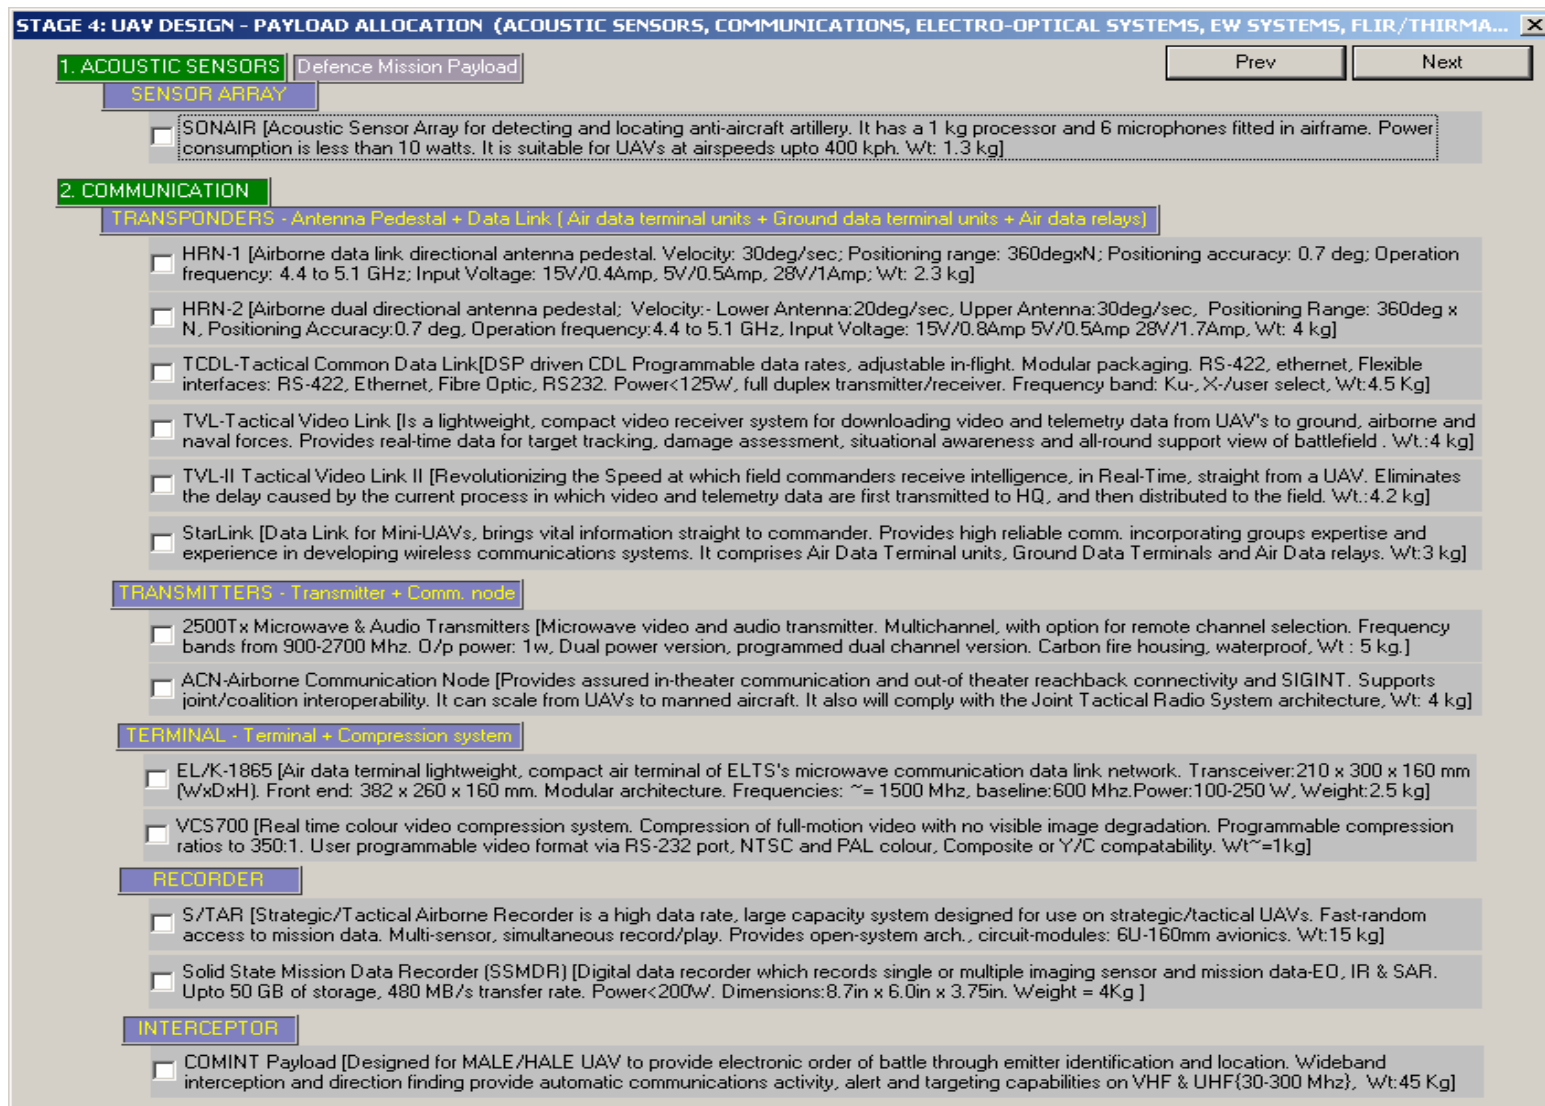 STAGE 4: UAV DESIGN - PAYLOAD ALLOCATION (ACOUSTIC SENSORS, COMMUNICATIONS, ELECTRO-OPTICAL SYSTEMS, EW SYSTEMS, FLIR/THIRMA...
1. ACOUSTIC SENSORS Defence Mission Payload
Prev Next
SENSOR ARRAY
SONAIR [Acoustic Sensor Array for detecting and locating anti-aircraft artillery. It has a 1 kg processor and 6 microphones fitted in airframe. Power
consumption is less than 10 watts. It is suitable for UAVs at airspeeds upto 400 kph. Wt: 1.3 kg]
2. COMMUNICATION
TRANSPONDERS - Antenna Pedestal + Data Link ( Air data terminal units + Ground data terminal units + Air data relays)
HRN-1 [Airborne data link directional antenna pedestal. Velocity: 30deg/sec; Positioning range: 360degxN; Positioning accuracy: 0.7 deg; Operation
frequency: 4.4 to 5.1 GHz; Input Voltage: 15V/0.4Amp, 5V/0.5Amp, 28V/1Amp; Wt: 2.3 kg]
HRN-2 [Airborne dual directional antenna pedestal; Velocity:- Lower Antenna:20deg/sec, Upper Antenna:30deg/sec, Positioning Range: 360deg x
N, Positioning Accuracy:0.7 deg, Operation frequency:4.4 to 5.1 GHz, Input Voltage: 15V/0.8Amp 5V/0.5Amp 28V/1.7Amp, Wt: 4 kg]
TCDL-Tactical Common Data Link[DSP driven CDL Programmable data rates, adjustable in-flight. Modular packaging. RS-422, ethernet, Flexible
interfaces: RS-422, Ethernet, Fibre Optic, RS232. Power<125W, full duplex transmitter/receiver. Frequency band: Ku-, X-/user select, Wt:4.5 Kg]
TVL-Tactical Video Link [Is a lightweight, compact video receiver system for downloading video and telemetry data from UAV's to ground, airborne and
naval forces. Provides real-time data for target tracking, damage assessment, situational awareness and all-round support view of battlefield . Wt.:4 kg]
TVL-II Tactical Video Link II [Revolutionizing the Speed at which field commanders receive intelligence, in Real-Time, straight from a UAV. Eliminates
the delay caused by the current process in which video and telemetry data are first transmitted to HQ, and then distributed to the field. Wt.:4.2 kg]
StarLink [Data Link for Mini-UAVs, brings vital information straight to commander. Provides high reliable comm. incorporating groups expertise and
experience in developing wireless communications systems. It comprises Air Data Terminal units, Ground Data Terminals and Air Data relays. Wt:3 kg]
TRANSMITTERS - Transmitter + Comm. node
2500Tx Microwave & Audio Transmitters [Microwave video and audio transmitter. Multichannel, with option for remote channel selection. Frequency
bands from 900-2700 Mhz. O/p power: 1w, Dual power version, programmed dual channel version. Carbon fire housing, waterproof, Wt : 5 kg.]
ACN-Airborne Communication Node [Provides assured in-theater communication and out-of theater reachback connectivity and SIGINT. Supports
joint/coalition interoperability. It can scale from UAVs to manned aircraft. It also will comply with the Joint Tactical Radio System architecture, Wt: 4 kg]
TERMINAL - Terminal + Compression system
EL/K-1865 [Air data terminal lightweight, compact air terminal of ELTS's microwave communication data link network. Transceiver:210 x 300 x 160 mm
(WxDxH). Front end: 382 x 260 x 160 mm. Modular architecture. Frequencies: ~= 1500 Mhz, baseline:600 Mhz.Power:100-250 W, Weight:2.5 kg]
VCS700 [Real time colour video compression system. Compression of full-motion video with no visible image degradation. Programmable compression
ratios to 350:1. User programmable video format via RS-232 port, NTSC and PAL colour, Composite or Y/C compatability. Wt~=1kg]
RECORDER
S/TAR [Strategic/Tactical Airborne Recorder is a high data rate, large capacity system designed for use on strategic/tactical UAVs. Fast-random
access to mission data. Multi-sensor, simultaneous record/play. Provides open-system arch., circuit-modules: 6U-160mm avionics. Wt:15 kg]
Solid State Mission Data Recorder (SSMDR) [Digital data recorder which records single or multiple imaging sensor and mission data-EO, IR & SAR.
Upto 50 GB of storage, 480 MB/s transfer rate. Power<200W. Dimensions:8.7in x 6.0in x 3.75in. Weight = 4Kg ]
INTERCEPTOR
COMINT Payload [Designed for MALE/HALE UAV to provide electronic order of battle through emitter identification and location. Wideband
interception and direction finding provide automatic communications activity, alert and targeting capabilities on VHF & UHF{30-300 Mhz}, Wt:45 Kg]